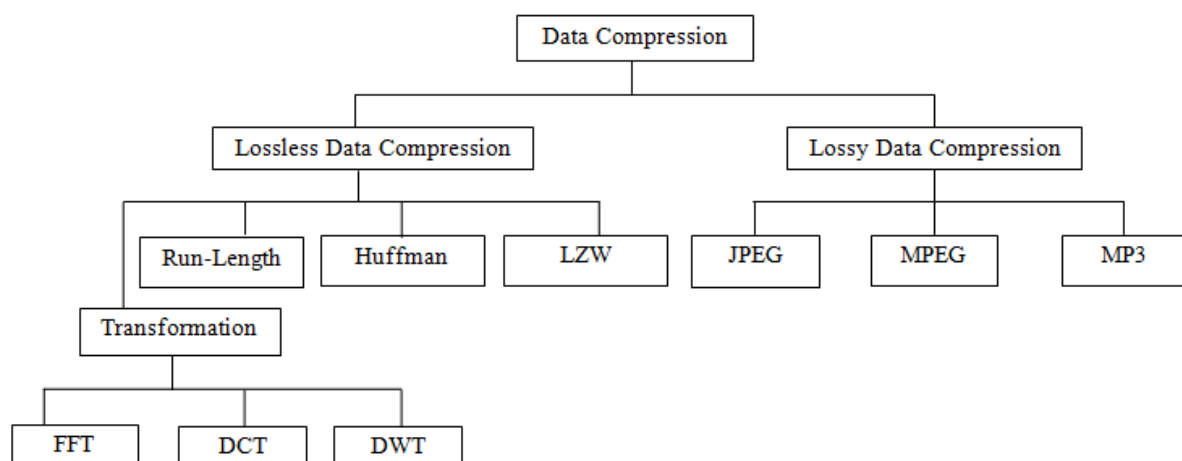 Data Compression
Lossless Data Compression
Lossy Data Compression
Run-Length
Huffman
LZW
JPEG
MPEG
MP3
Transformation
FFT
DCT
DWT